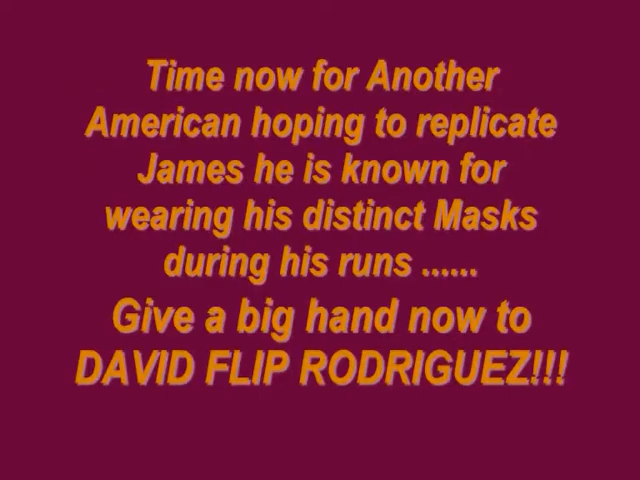 Time now for Another
American hoping to replicate
James he is known for
wearing his distinct Masks
during his runs ......
Give a big hand now to
DAVID FLIP RODRIGUEZ!!!